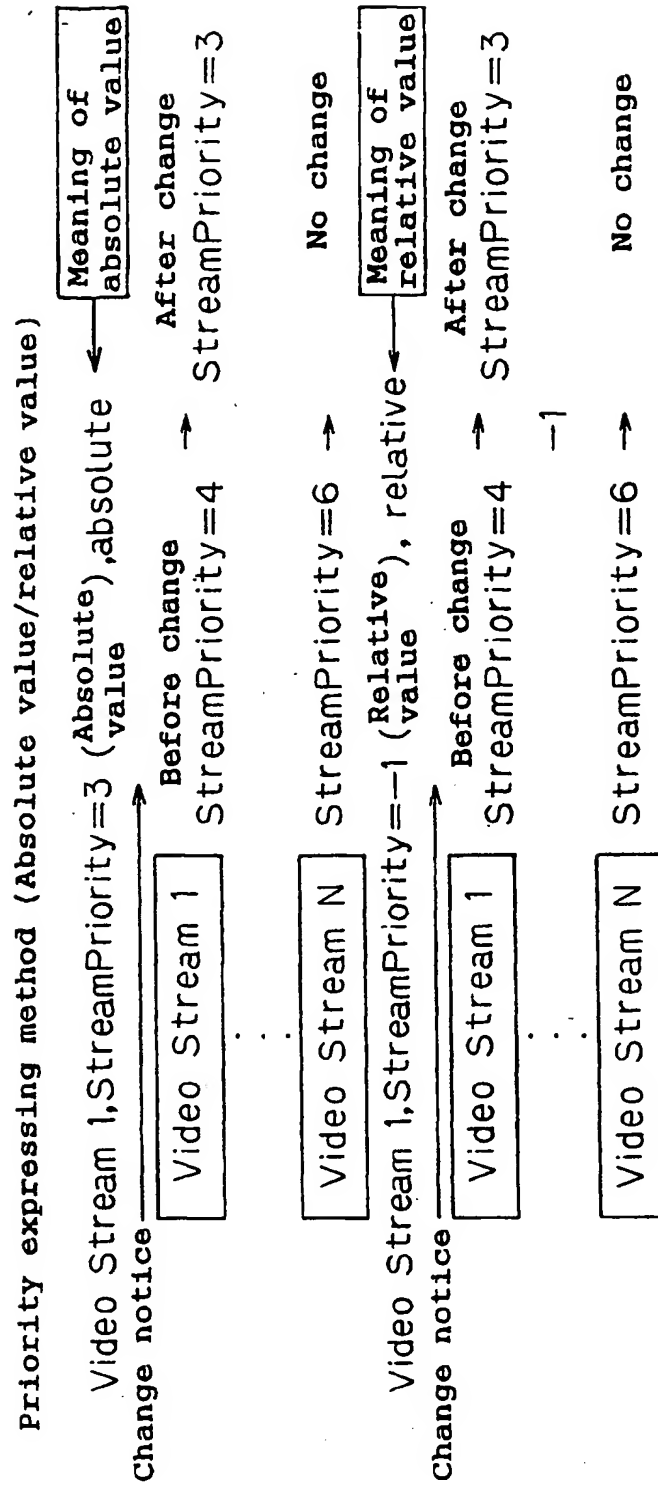 Priority expressing method (Absolute value/relative value)
Video Stream 1,StreamPriority=3 (Absolute value),absolute
Meaning of
absolute value
Change notice
Before change
After change
Video Stream 1
StreamPriority=4 → StreamPriority=3
Video Stream N
StreamPriority=6 → No change
Video Stream 1,StreamPriority=−1 (Relative value), relative
Meaning of
relative value
Change notice
Before change
After change
Video Stream 1
StreamPriority=4 → StreamPriority=3
−1
Video Stream N
StreamPriority=6 → No change